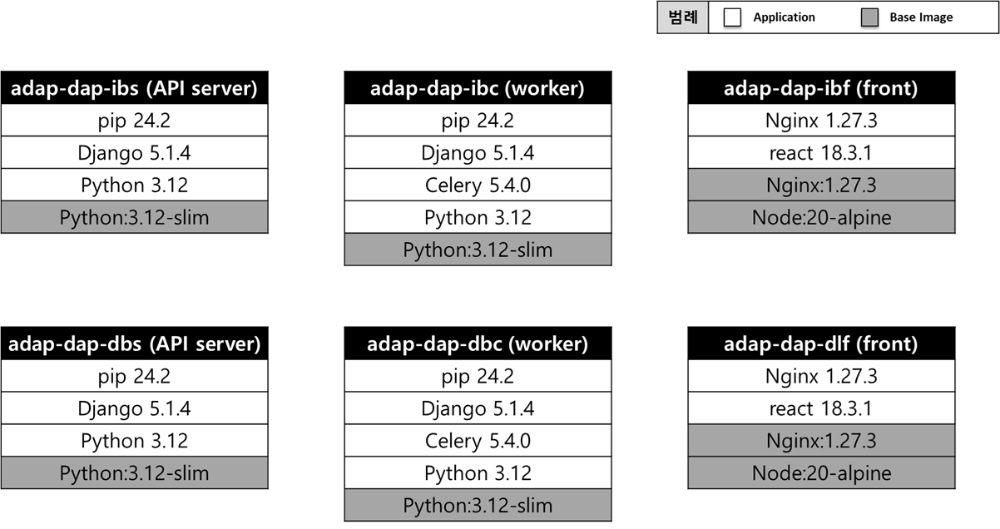 범례
Application
Base Image
adap-dap-ibs (API server)
pip 24.2
Django 5.1.4
Python 3.12
Python:3.12-slim
adap-dap-ibc (worker)
pip 24.2
Django 5.1.4
Celery 5.4.0
Python 3.12
Python:3.12-slim
adap-dap-ibf (front)
Nginx 1.27.3
react 18.3.1
Nginx:1.27.3
Node:20-alpine
adap-dap-dbs (API server)
pip 24.2
Django 5.1.4
Python 3.12
Python:3.12-slim
adap-dap-dbc (worker)
pip 24.2
Django 5.1.4
Celery 5.4.0
Python 3.12
Python:3.12-slim
adap-dap-dlf (front)
Nginx 1.27.3
react 18.3.1
Nginx:1.27.3
Node:20-alpine